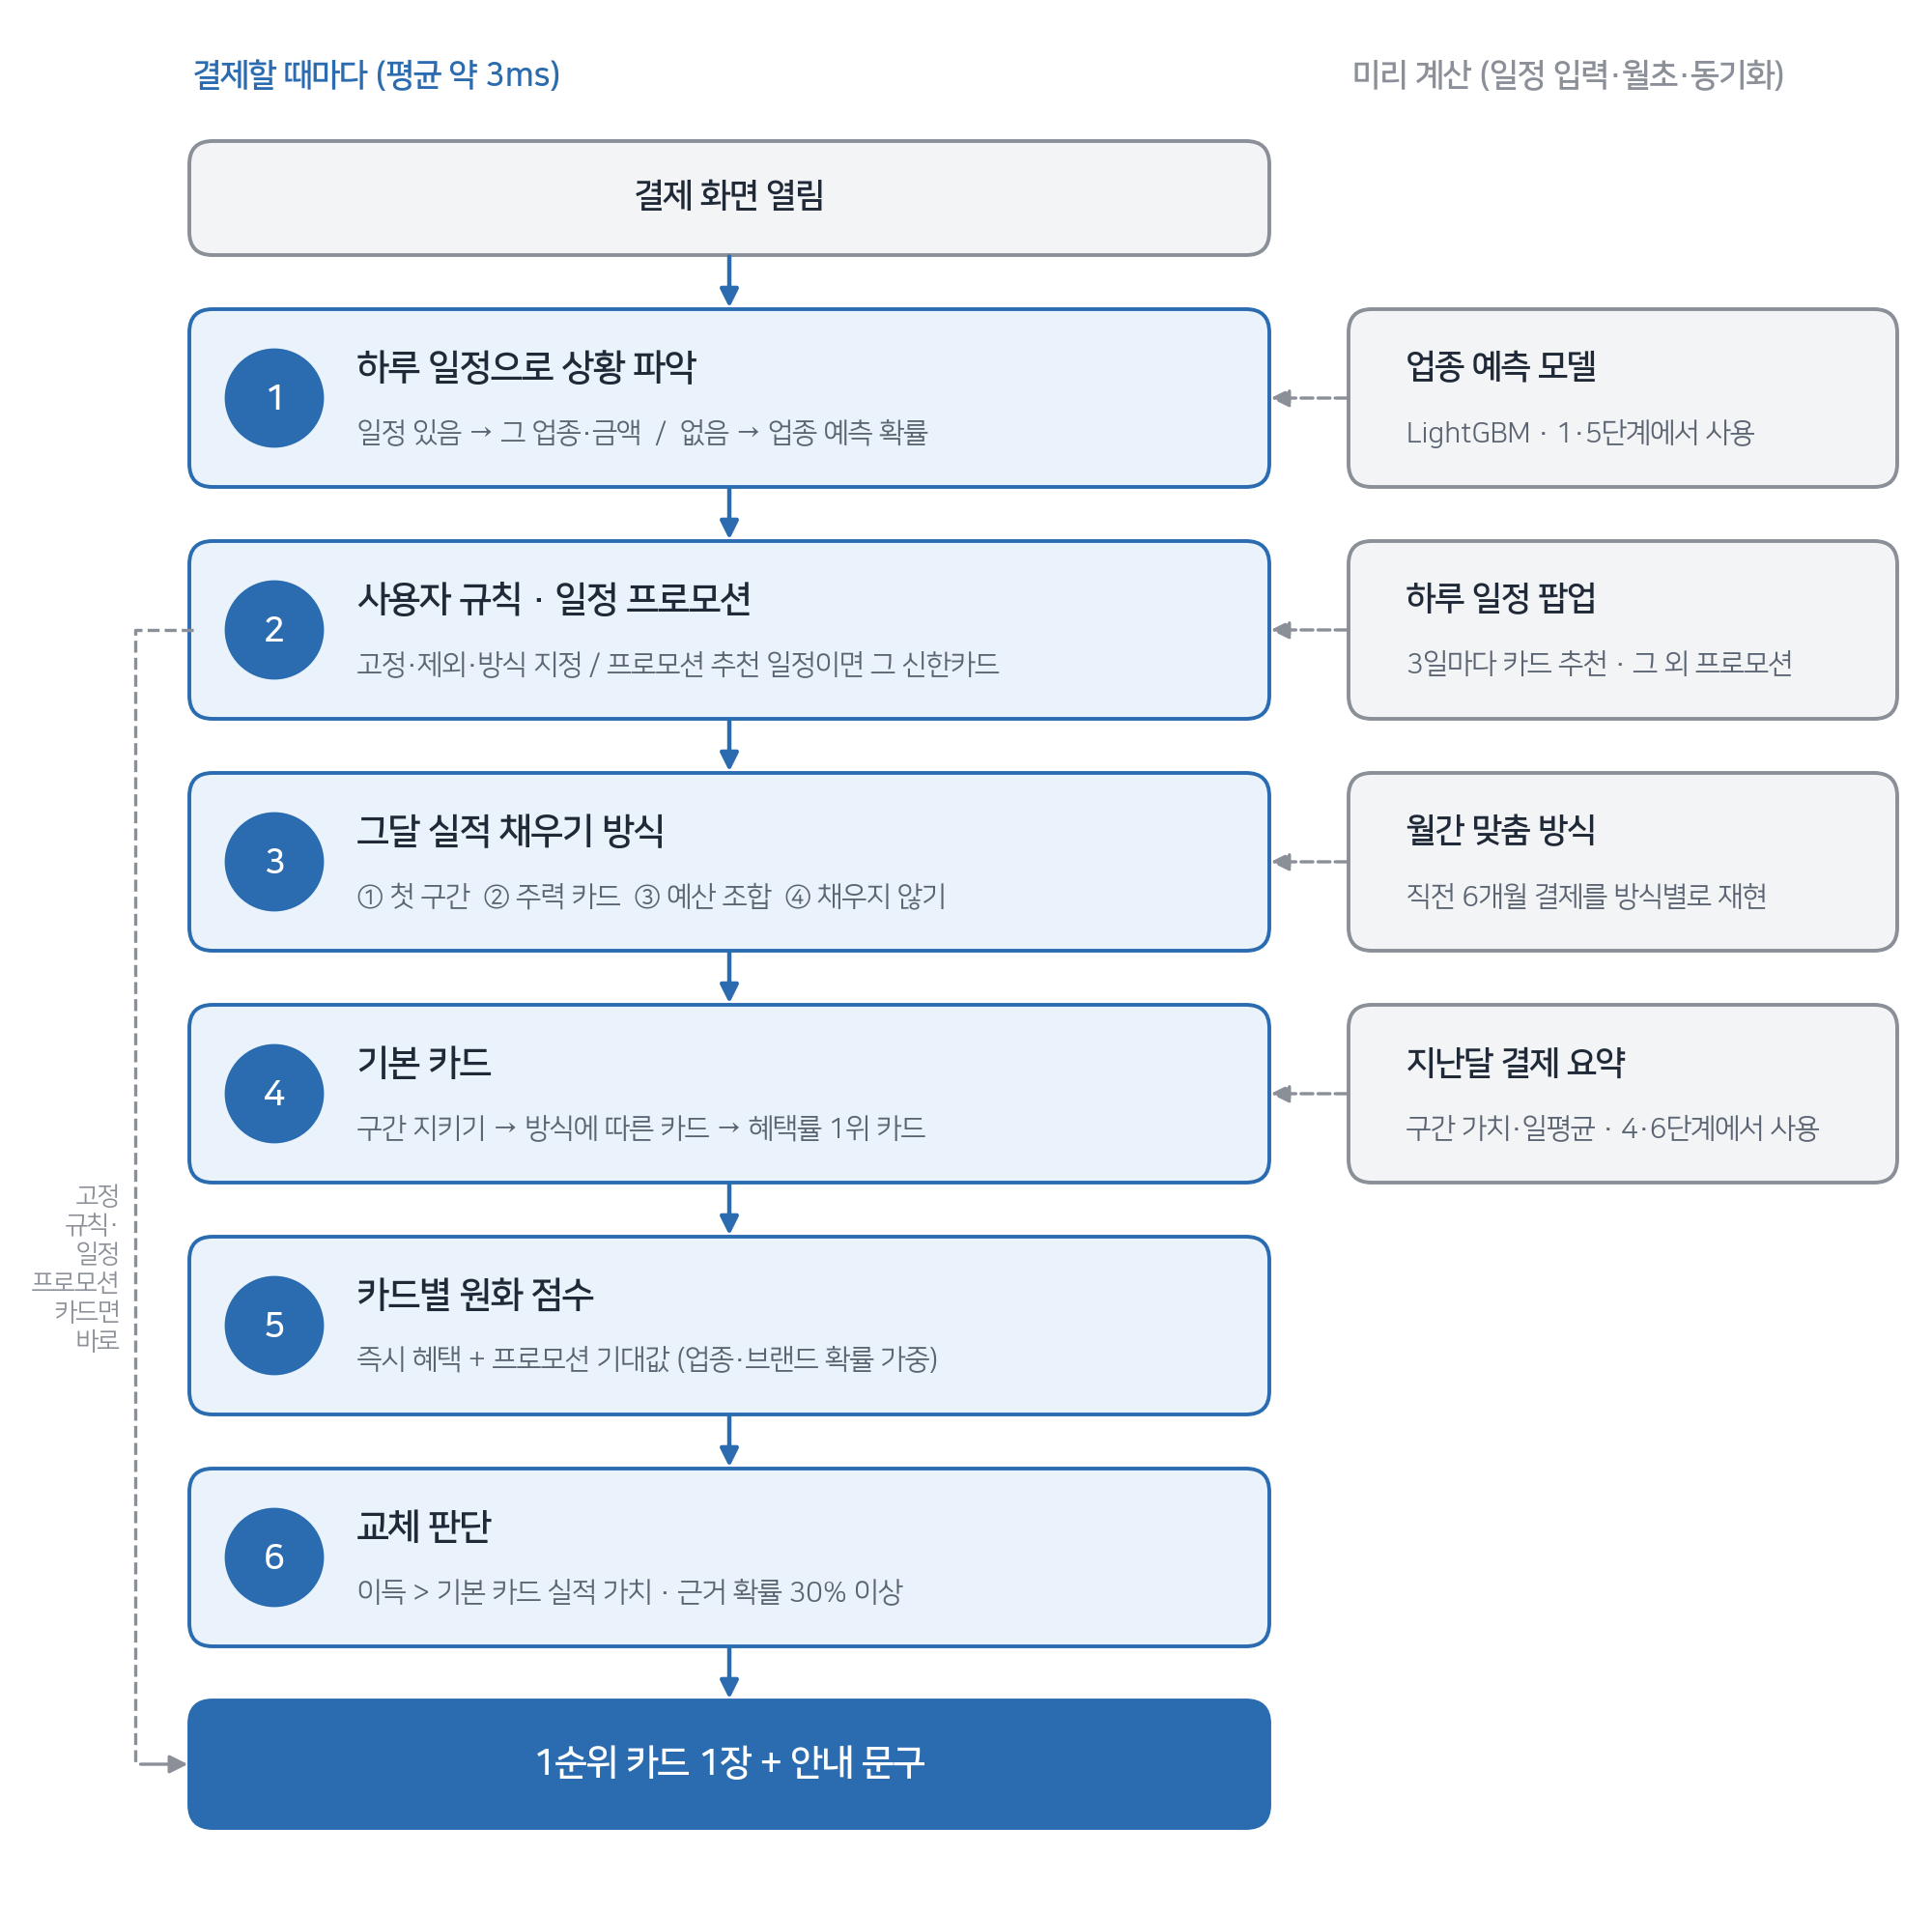 결제할 때마다 (평균 약 3ms)
미리 계산 (일정 입력·월초·동기화)
결제 화면 열림
1
하루 일정으로 상황 파악
일정 있음 → 그 업종·금액 / 없음 → 업종 예측 확률
업종 예측 모델
LightGBM · 1·5단계에서 사용
2
사용자 규칙 · 일정 프로모션
고정·제외·방식 지정 / 프로모션 추천 일정이면 그 신한카드
하루 일정 팝업
3일마다 카드 추천 · 그 외 프로모션
3
그달 실적 채우기 방식
① 첫 구간 ② 주력 카드 ③ 예산 조합 ④ 채우지 않기
월간 맞춤 방식
직전 6개월 결제를 방식별로 재현
4
기본 카드
구간 지키기 → 방식에 따른 카드 → 혜택률 1위 카드
지난달 결제 요약
구간 가치·일평균 · 4·6단계에서 사용
고정
규칙·
일정
프로모션
카드면
바로
5
카드별 원화 점수
즉시 혜택 + 프로모션 기대값 (업종·브랜드 확률 가중)
6
교체 판단
이득 > 기본 카드 실적 가치 · 근거 확률 30% 이상
1순위 카드 1장 + 안내 문구